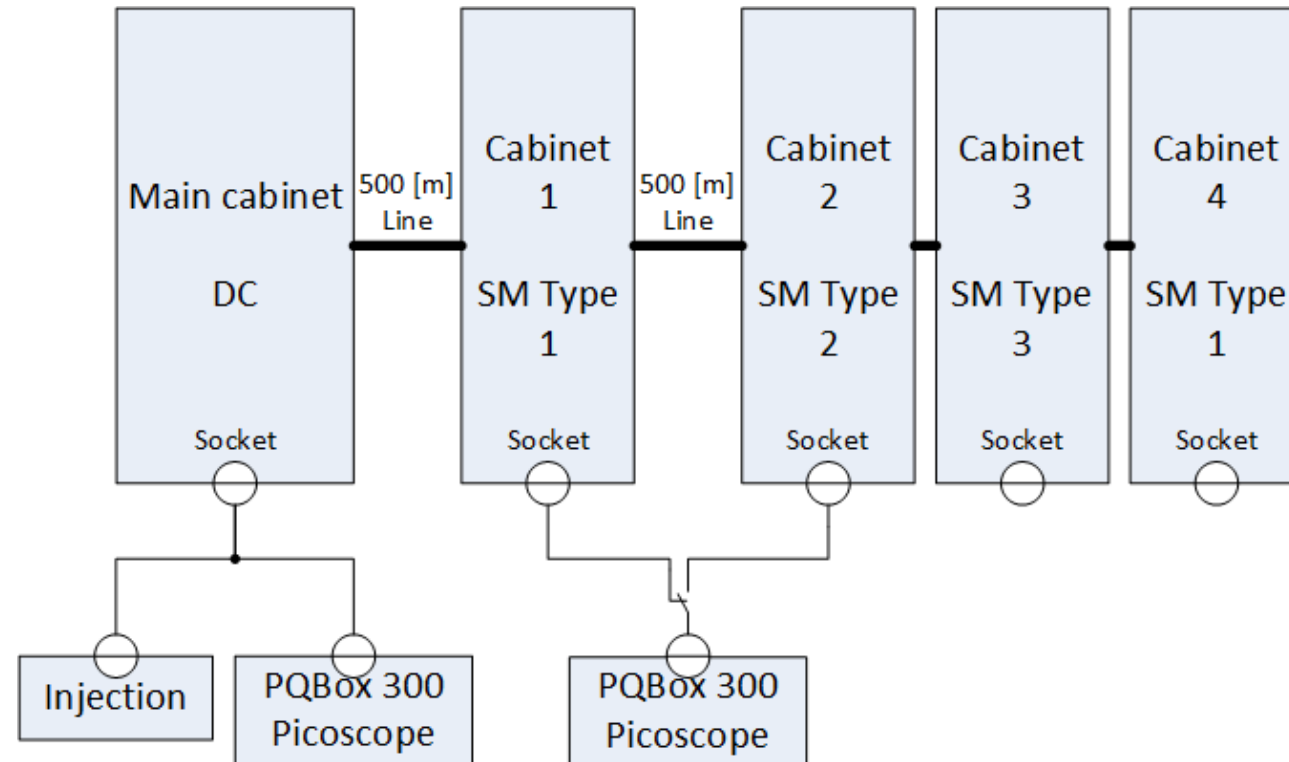 Main cabinet
DC
Socket
500 [m]
Line
Cabinet
1
SM Type
1
Socket
500 [m]
Line
Cabinet
2
SM Type
2
Socket
Cabinet
3
SM Type
3
Socket
Cabinet
4
SM Type
1
Socket
Injection
PQBox 300
Picoscope
PQBox 300
Picoscope